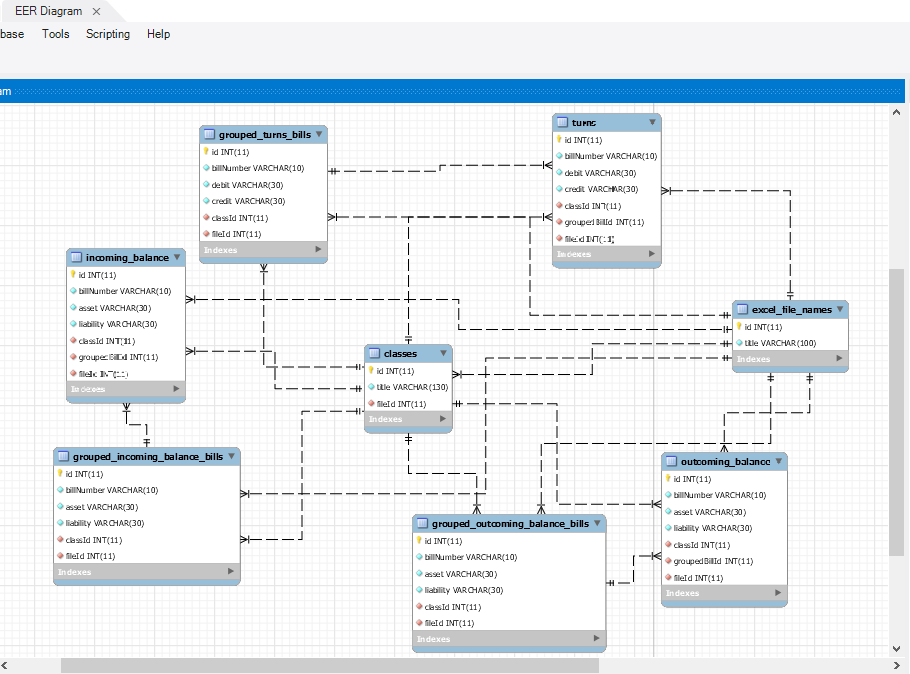 EER Diagram
base Tools Scripting Help
am
grouped_turns_bills
id INT(11)
billNumber VARCHAR(10)
debit VARCHAR(30)
credit VARCHAR(30)
classId INT(11)
fileId INT(11)
Indexes
turns
id INT(11)
billNumber VARCHAR(10)
debit VARCHAR(30)
credit VARCHAR(30)
classId INT(11)
groupedBillId INT(11)
fileId INT(11)
Indexes
incoming_balance
id INT(11)
billNumber VARCHAR(10)
asset VARCHAR(30)
liability VARCHAR(30)
classId INT(11)
groupedBillId INT(11)
fileId INT(11)
Indexes
excel_file_names
id INT(11)
title VARCHAR(100)
Indexes
classes
id INT(11)
title VARCHAR(130)
fileId INT(11)
Indexes
grouped_incoming_balance_bills
id INT(11)
billNumber VARCHAR(10)
asset VARCHAR(30)
liability VARCHAR(30)
classId INT(11)
fileId INT(11)
Indexes
outcoming_balance
id INT(11)
billNumber VARCHAR(10)
asset VARCHAR(30)
liability VARCHAR(30)
classId INT(11)
groupedBillId INT(11)
fileId INT(11)
Indexes
grouped_outcoming_balance_bills
id INT(11)
billNumber VARCHAR(10)
asset VARCHAR(30)
liability VARCHAR(30)
classId INT(11)
fileId INT(11)
Indexes